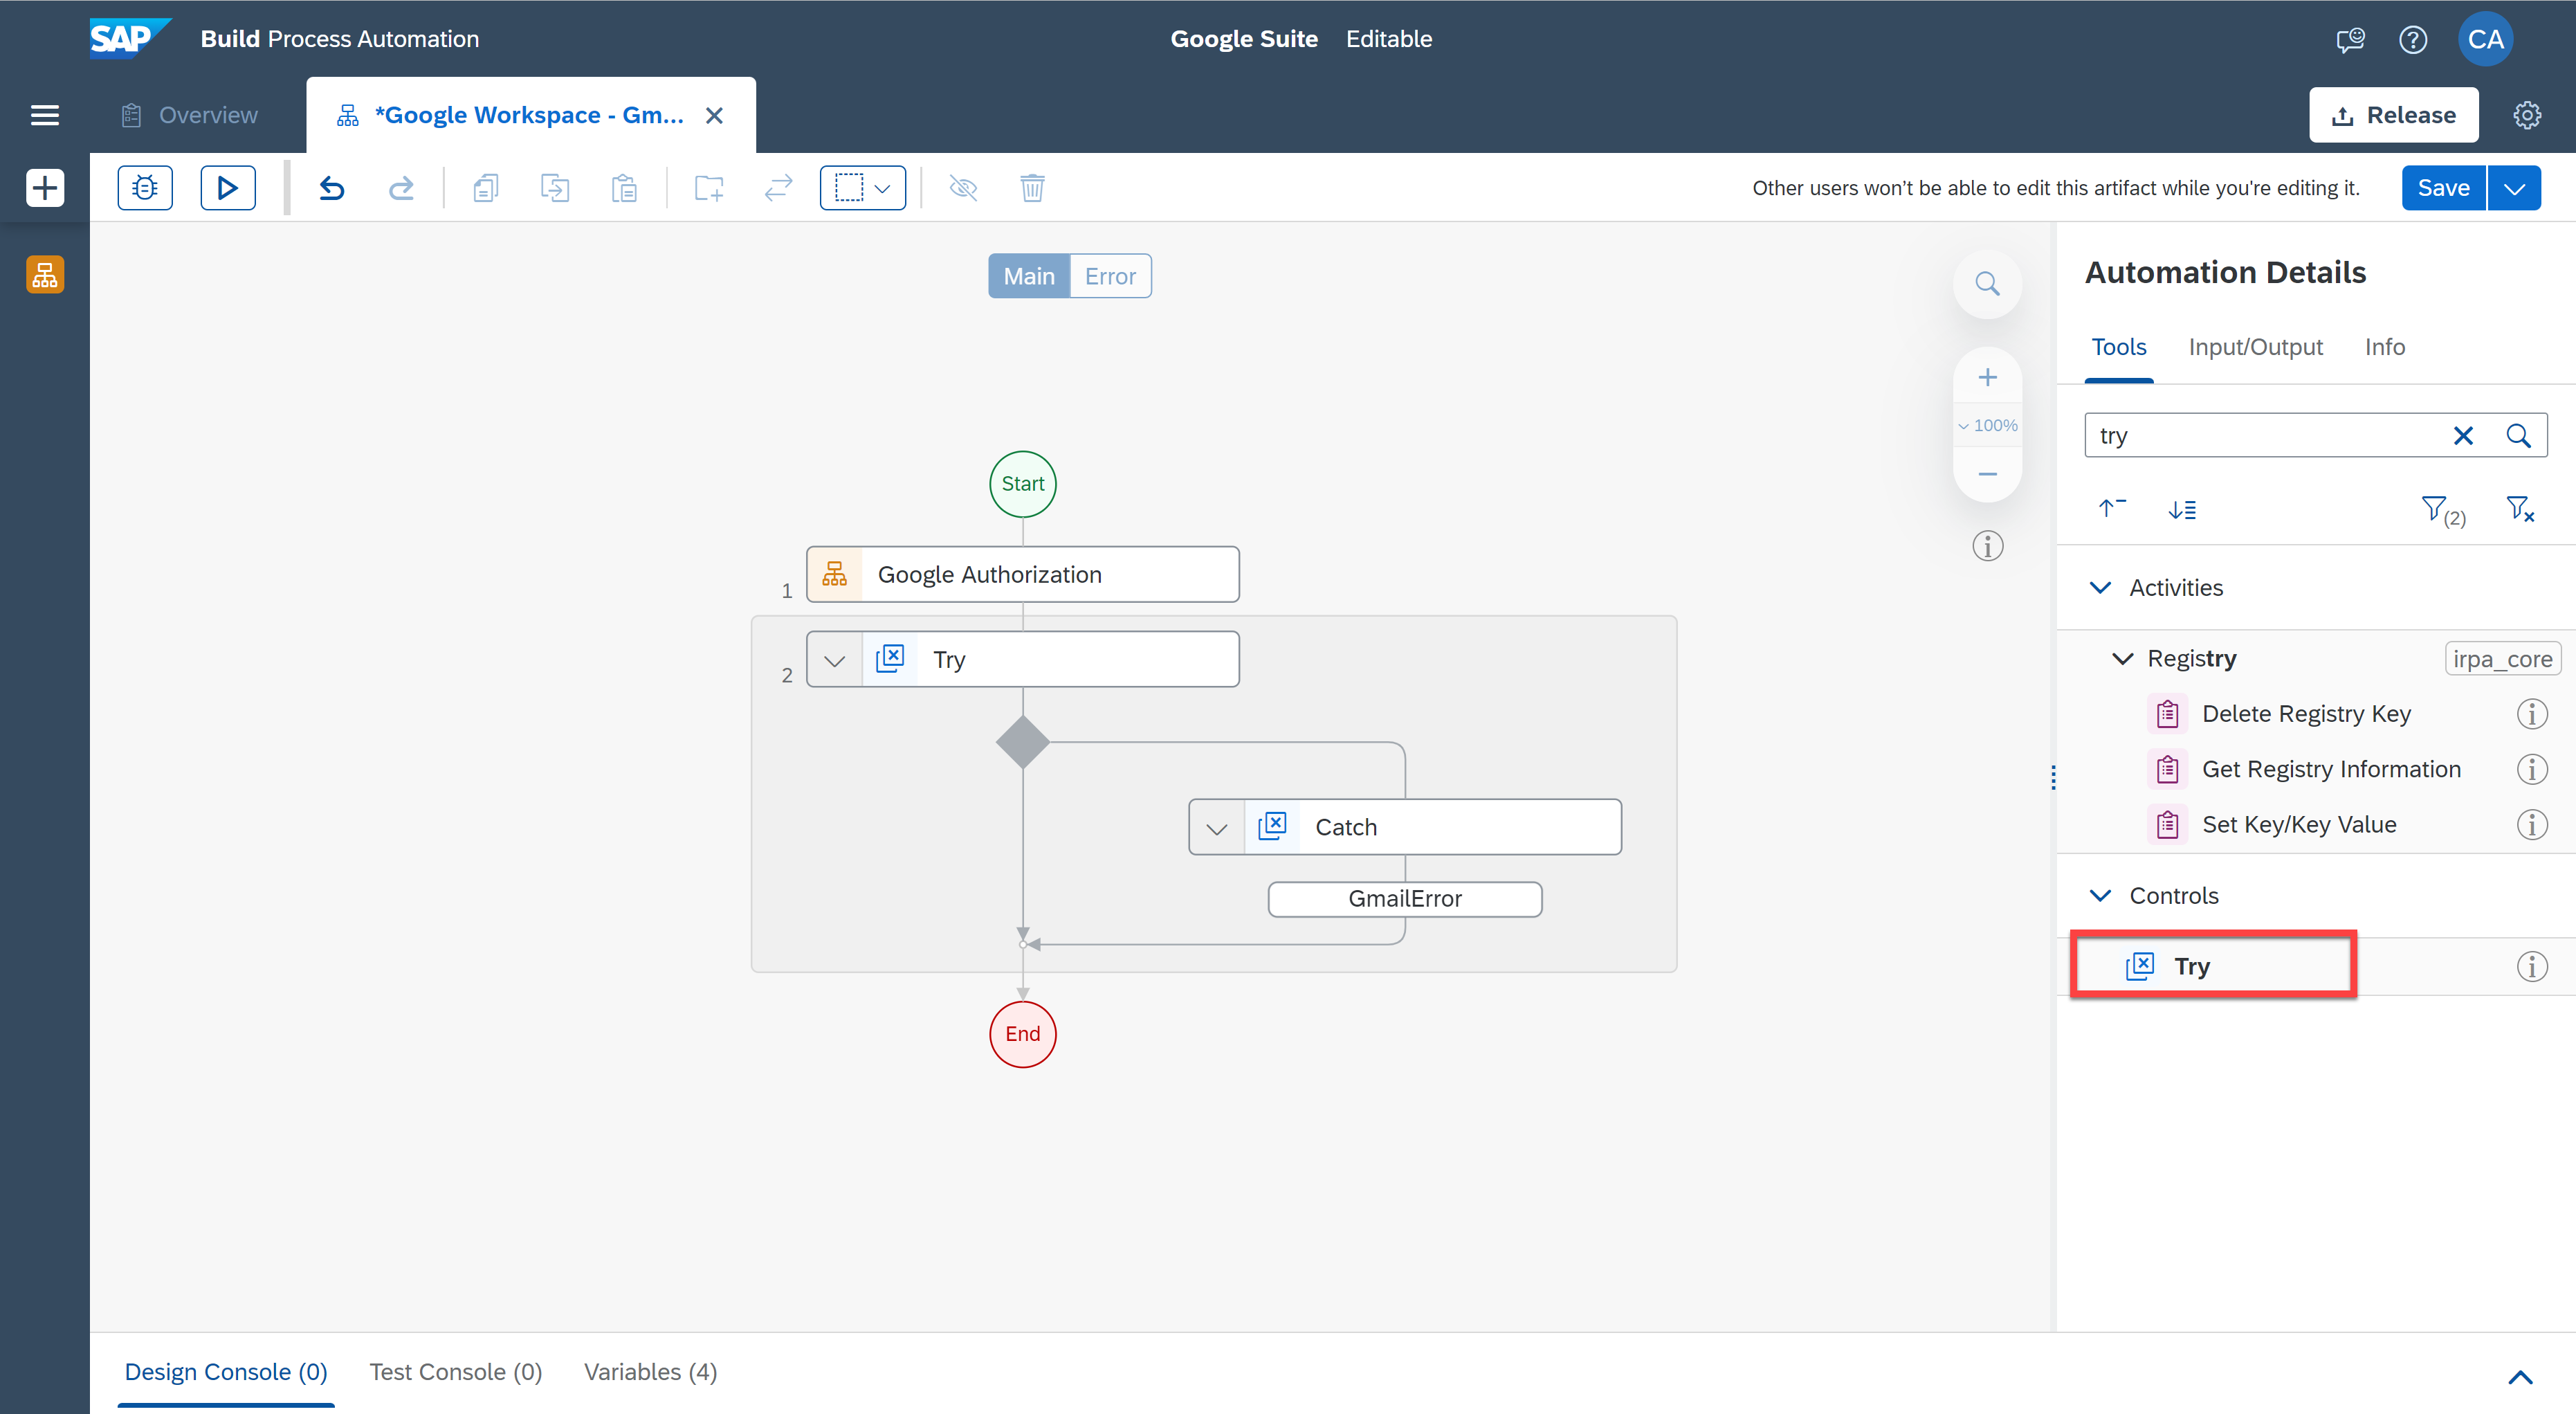 SAP Build Process Automation
Google Suite Editable
CA
Overview
*Google Workspace - Gm...
Release
Other users won’t be able to edit this artifact while you're editing it.
Save
Main
Error
Automation Details
Tools
Input/Output
Info
try
100%
(2)
Start
1
Google Authorization
2
Try
Catch
GmailError
End
Activities
Registry
irpa_core
Delete Registry Key
Get Registry Information
Set Key/Key Value
Controls
Try
Design Console (0)
Test Console (0)
Variables (4)